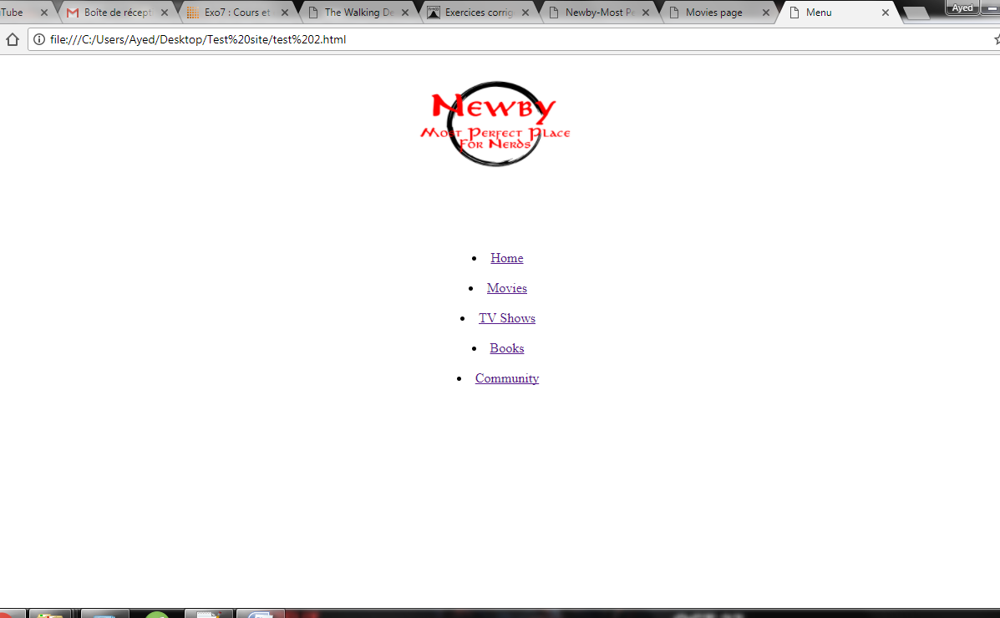 Tube Boîte de récept Exo7 : Cours et The Walking De Exercices corrig Newby-Most Pe Movies page Menu Ayed
file:///C:/Users/Ayed/Desktop/Test%20site/test%202.html
Newby
Most Perfect Place
For Nerds
Home
Movies
TV Shows
Books
Community